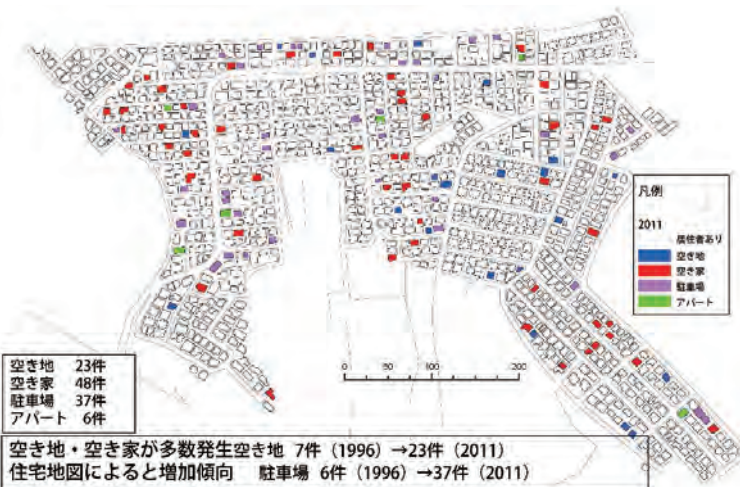 凡例
2011
居住者あり
空き地
空き家
駐車場
アパート
0 50 100 200
空き地 23件
空き家 48件
駐車場 37件
アパート 6件
空き地・空き家が多数発生空き地 7件（1996）→23件（2011）
住宅地図によると増加傾向 駐車場 6件（1996）→37件（2011）